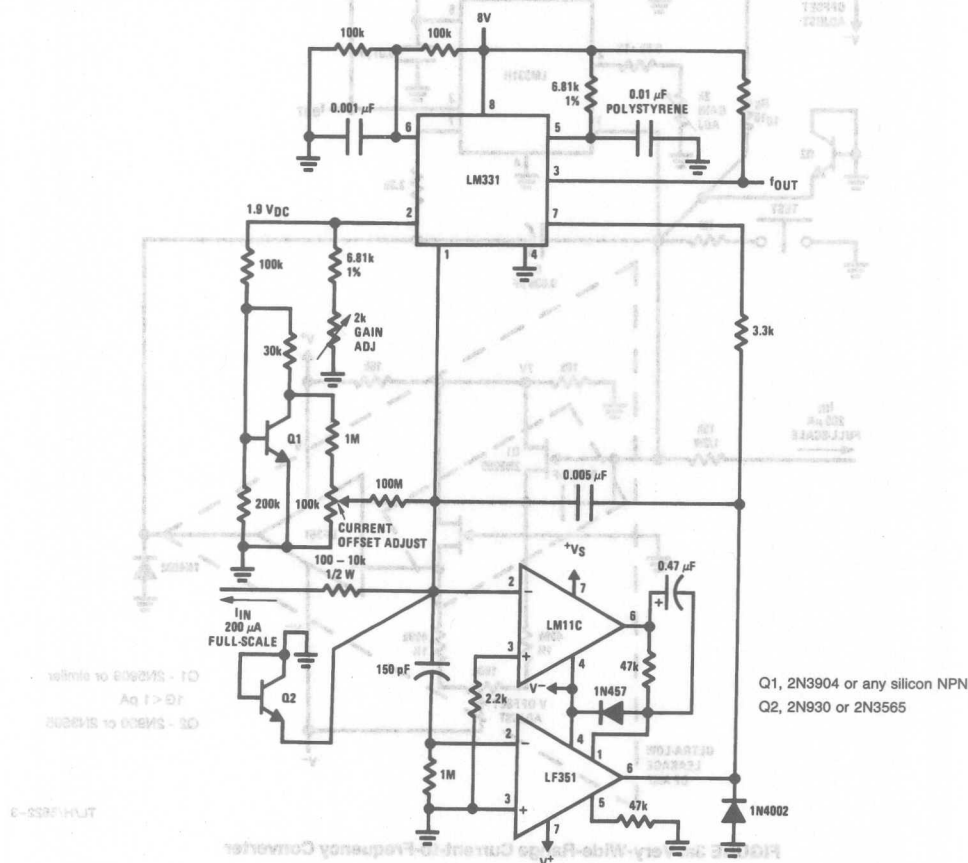 8V
100k
100k
6.81k
1%
0.01 µF
POLYSTYRENE
0.001 µF
8
6
5
LM331
3
fOUT
1.9 VDC
2
7
1
4
100k
6.81k
1%
2k
GAIN
ADJ
3.3k
30k
Q1
1M
200k
100k
100M
0.005 µF
CURRENT
OFFSET ADJUST
100 – 10k
1/2 W
+VS
0.47 µF
+
IIN
200 µA
FULL-SCALE
2
–
7
LM11C
6
3
+
4
150 pF
47k
V–
1N457
Q2
2.2k
Q1, 2N3904 or any silicon NPN
Q2, 2N930 or 2N3565
4
2
–
1
1M
LF351
6
3
+
5
47k
1N4002
7
V+